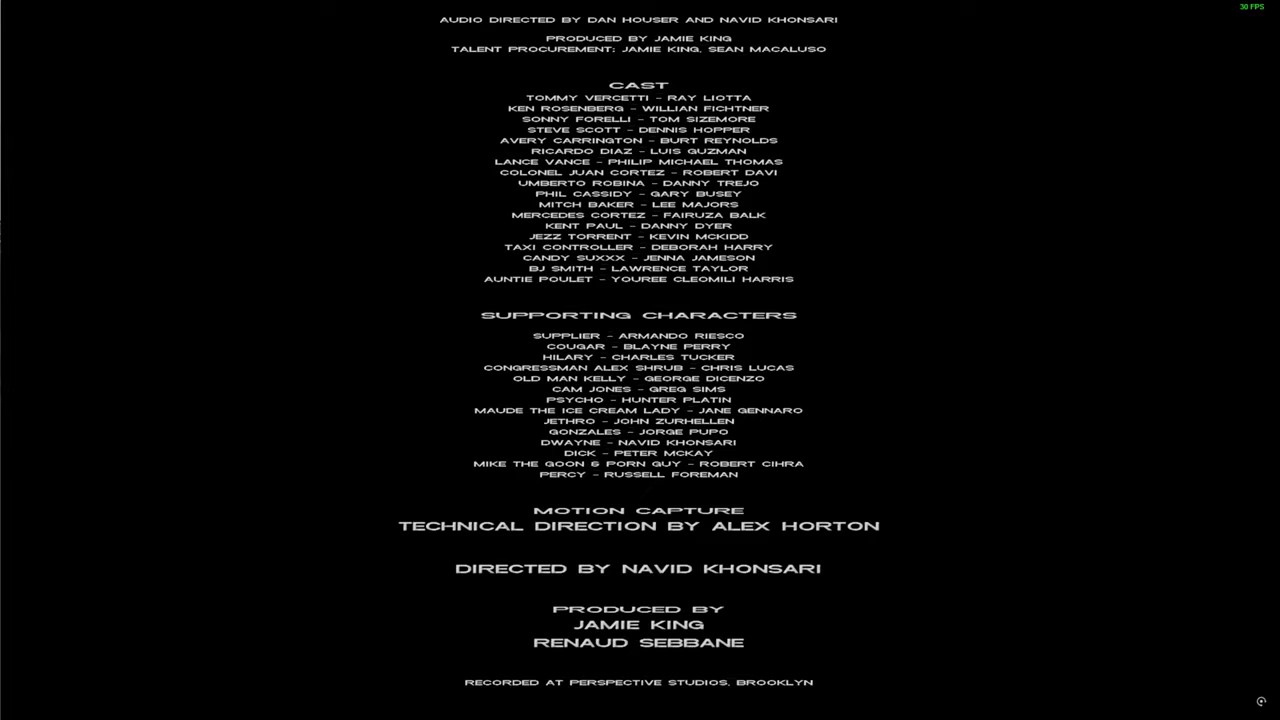 30 FPS
AUDIO DIRECTED BY DAN HOUSER AND NAVID KHONSARI
PRODUCED BY JAMIE KING
TALENT PROCUREMENT: JAMIE KING, SEAN MACALUSO
CAST
TOMMY VERCETTI - RAY LIOTTA
KEN ROSENBERG - WILLIAN FICHTNER
SONNY FORELLI - TOM SIZEMORE
STEVE SCOTT - DENNIS HOPPER
AVERY CARRINGTON - BURT REYNOLDS
RICARDO DIAZ - LUIS GUZMAN
LANCE VANCE - PHILIP MICHAEL THOMAS
COLONEL JUAN CORTEZ - ROBERT DAVI
UMBERTO ROBINA - DANNY TREJO
PHIL CASSIDY - GARY BUSEY
MITCH BAKER - LEE MAJORS
MERCEDES CORTEZ - FAIRUZA BALK
KENT PAUL - DANNY DYER
JEZZ TORRENT - KEVIN MCKIDD
TAXI CONTROLLER - DEBORAH HARRY
CANDY SUXXX - JENNA JAMESON
BJ SMITH - LAWRENCE TAYLOR
AUNTIE POULET - YOUREE CLEOMILI HARRIS
SUPPORTING CHARACTERS
SUPPLIER - ARMANDO RIESCO
COUGAR - BLAYNE PERRY
HILARY - CHARLES TUCKER
CONGRESSMAN ALEX SHRUB - CHRIS LUCAS
OLD MAN KELLY - GEORGE DICENZO
CAM JONES - GREG SIMS
PSYCHO - HUNTER PLATIN
MAUDE THE ICE CREAM LADY - JANE GENNARO
JETHRO - JOHN ZURHELLEN
GONZALES - JORGE PUPO
DWAYNE - NAVID KHONSARI
DICK - PETER MCKAY
MIKE THE GOON & PORN GUY - ROBERT CIHRA
PERCY - RUSSELL FOREMAN
MOTION CAPTURE
TECHNICAL DIRECTION BY ALEX HORTON
DIRECTED BY NAVID KHONSARI
PRODUCED BY
JAMIE KING
RENAUD SEBBANE
RECORDED AT PERSPECTIVE STUDIOS, BROOKLYN